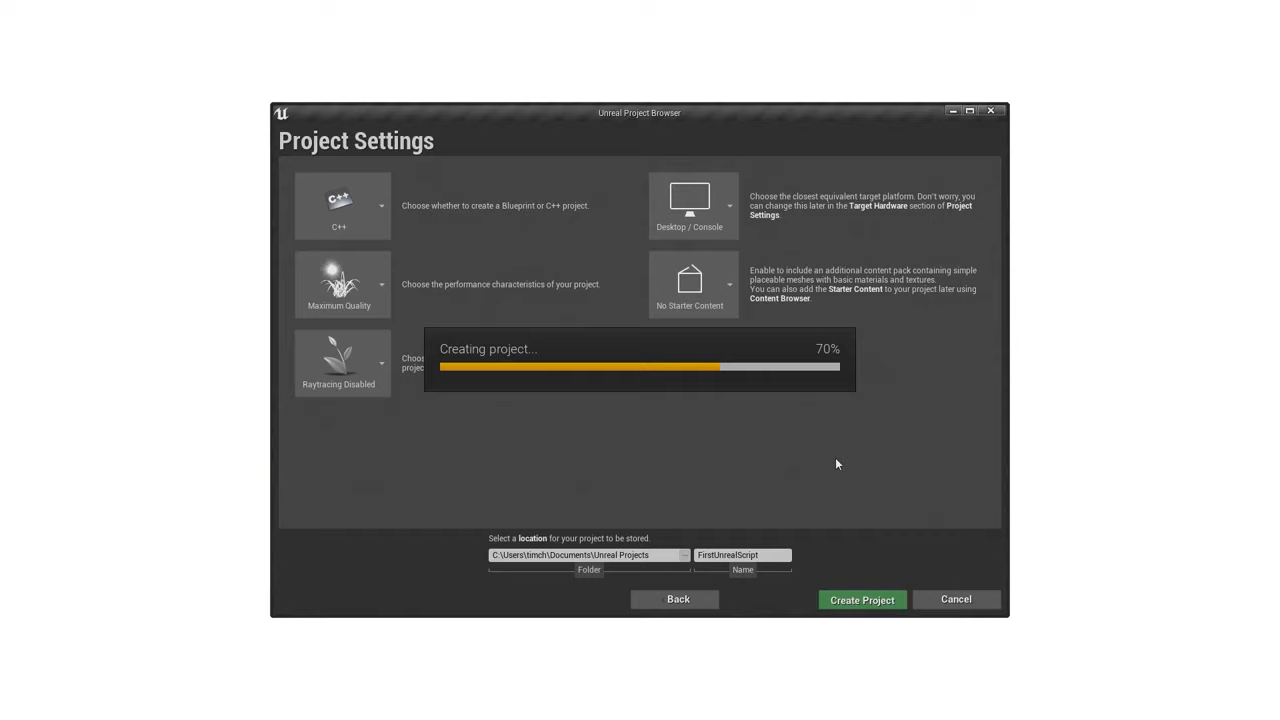 Unreal Project Browser
Project Settings
C++
C++
Choose whether to create a Blueprint or C++ project.
Desktop / Console
Choose the closest equivalent target platform. Don't worry, you
can change this later in the Target Hardware section of Project
Settings.
Maximum Quality
Choose the performance characteristics of your project.
No Starter Content
Enable to include an additional content pack containing simple
placeable meshes with basic materials and textures.
You can also add the Starter Content to your project later using
Content Browser.
Raytracing Disabled
Creating project...
70%
Select a location for your project to be stored.
C:\Users\timch\Documents\Unreal Projects
...
FirstUnrealScript
Folder
Name
Back
Create Project
Cancel